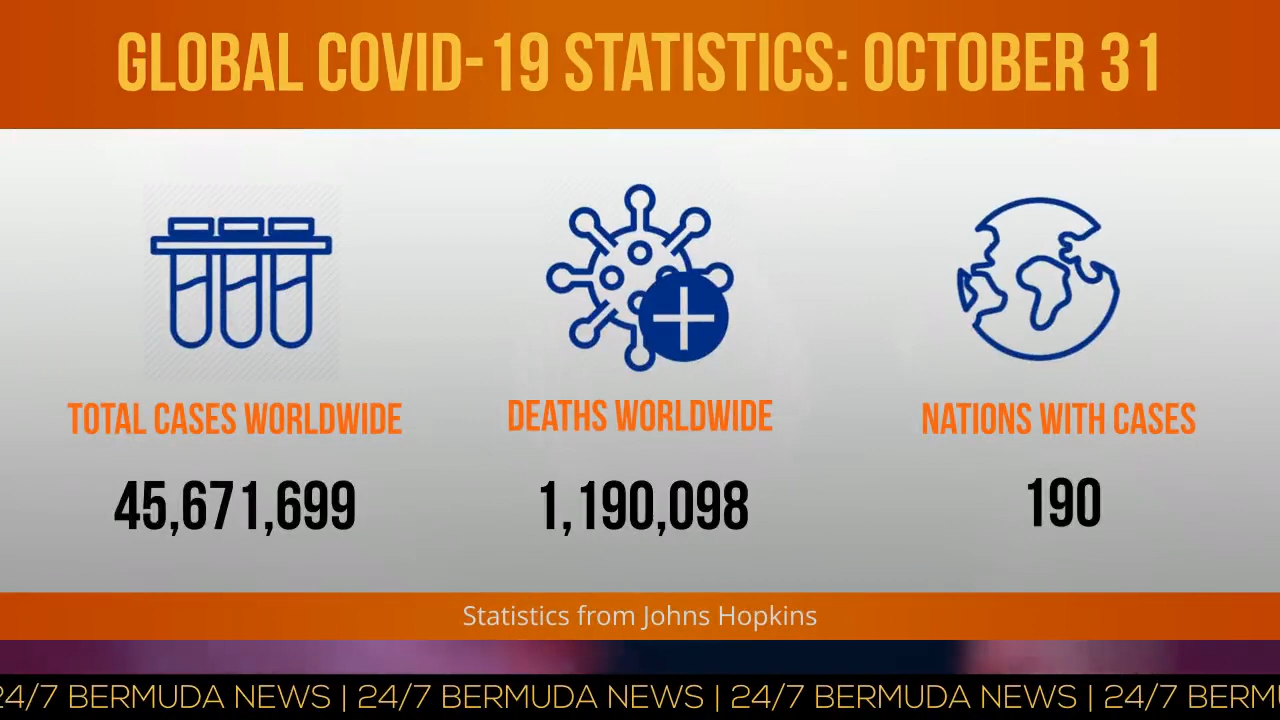 GLOBAL COVID-19 STATISTICS: OCTOBER 31
TOTAL CASES WORLDWIDE
45,671,699
DEATHS WORLDWIDE
1,190,098
NATIONS WITH CASES
190
Statistics from Johns Hopkins
24/7 BERMUDA NEWS | 24/7 BERMUDA NEWS | 24/7 BERMUDA NEWS | 24/7 BERM